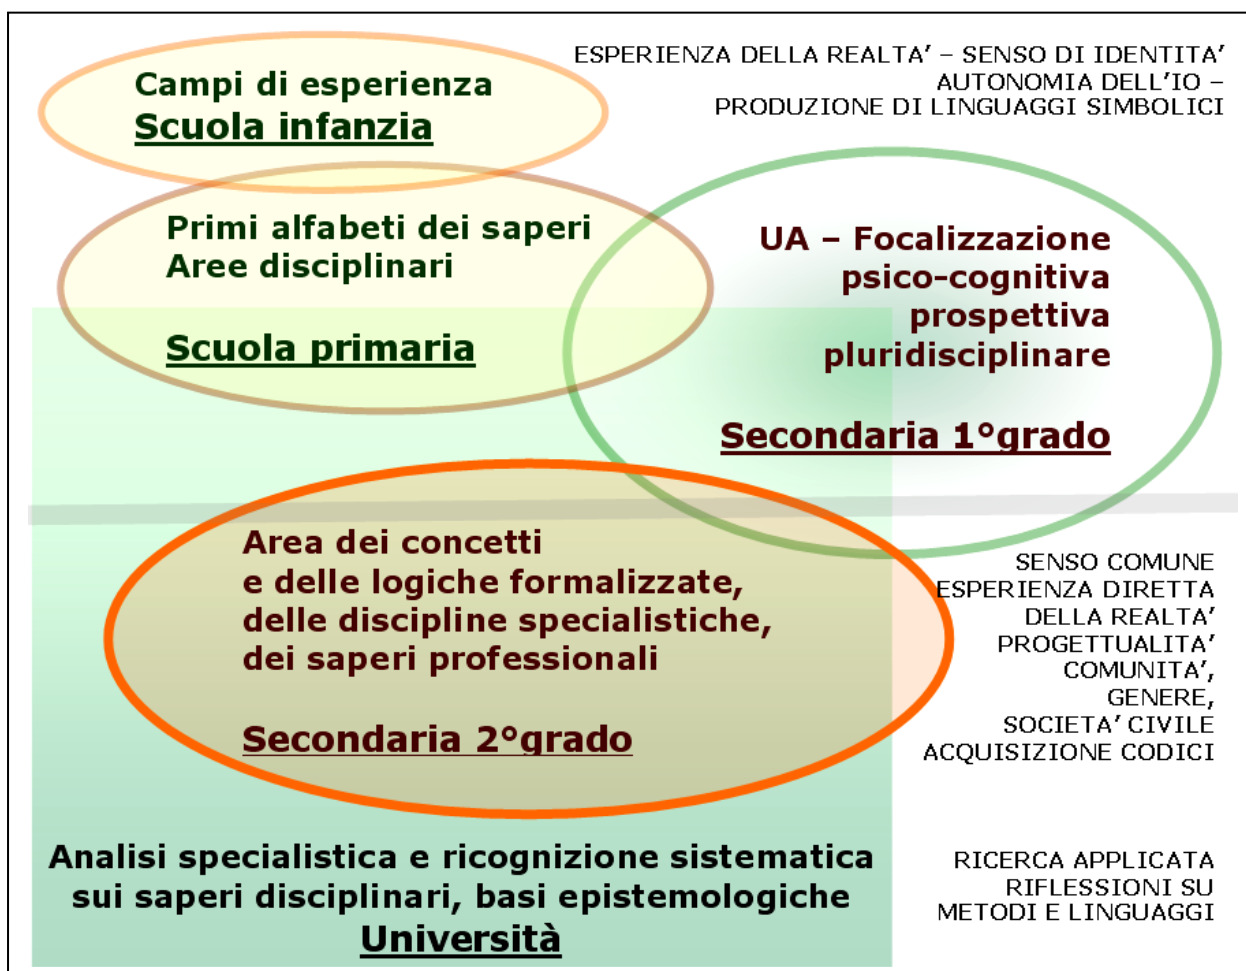 Campi di esperienza
Scuola infanzia
ESPERIENZA DELLA REALTA’ – SENSO DI IDENTITA’
AUTONOMIA DELL’IO –
PRODUZIONE DI LINGUAGGI SIMBOLICI
Primi alfabeti dei saperi
Aree disciplinari
Scuola primaria
UA – Focalizzazione
psico-cognitiva
prospettiva
pluridisciplinare
Secondaria 1°grado
Area dei concetti
e delle logiche formalizzate,
delle discipline specialistiche,
dei saperi professionali
Secondaria 2°grado
SENSO COMUNE
ESPERIENZA DIRETTA
DELLA REALTA’
PROGETTUALITA’
COMUNITA’,
GENERE,
SOCIETA’ CIVILE
ACQUISIZIONE CODICI
Analisi specialistica e ricognizione sistematica
sui saperi disciplinari, basi epistemologiche
Università
RICERCA APPLICATA
RIFLESSIONI SU
METODI E LINGUAGGI